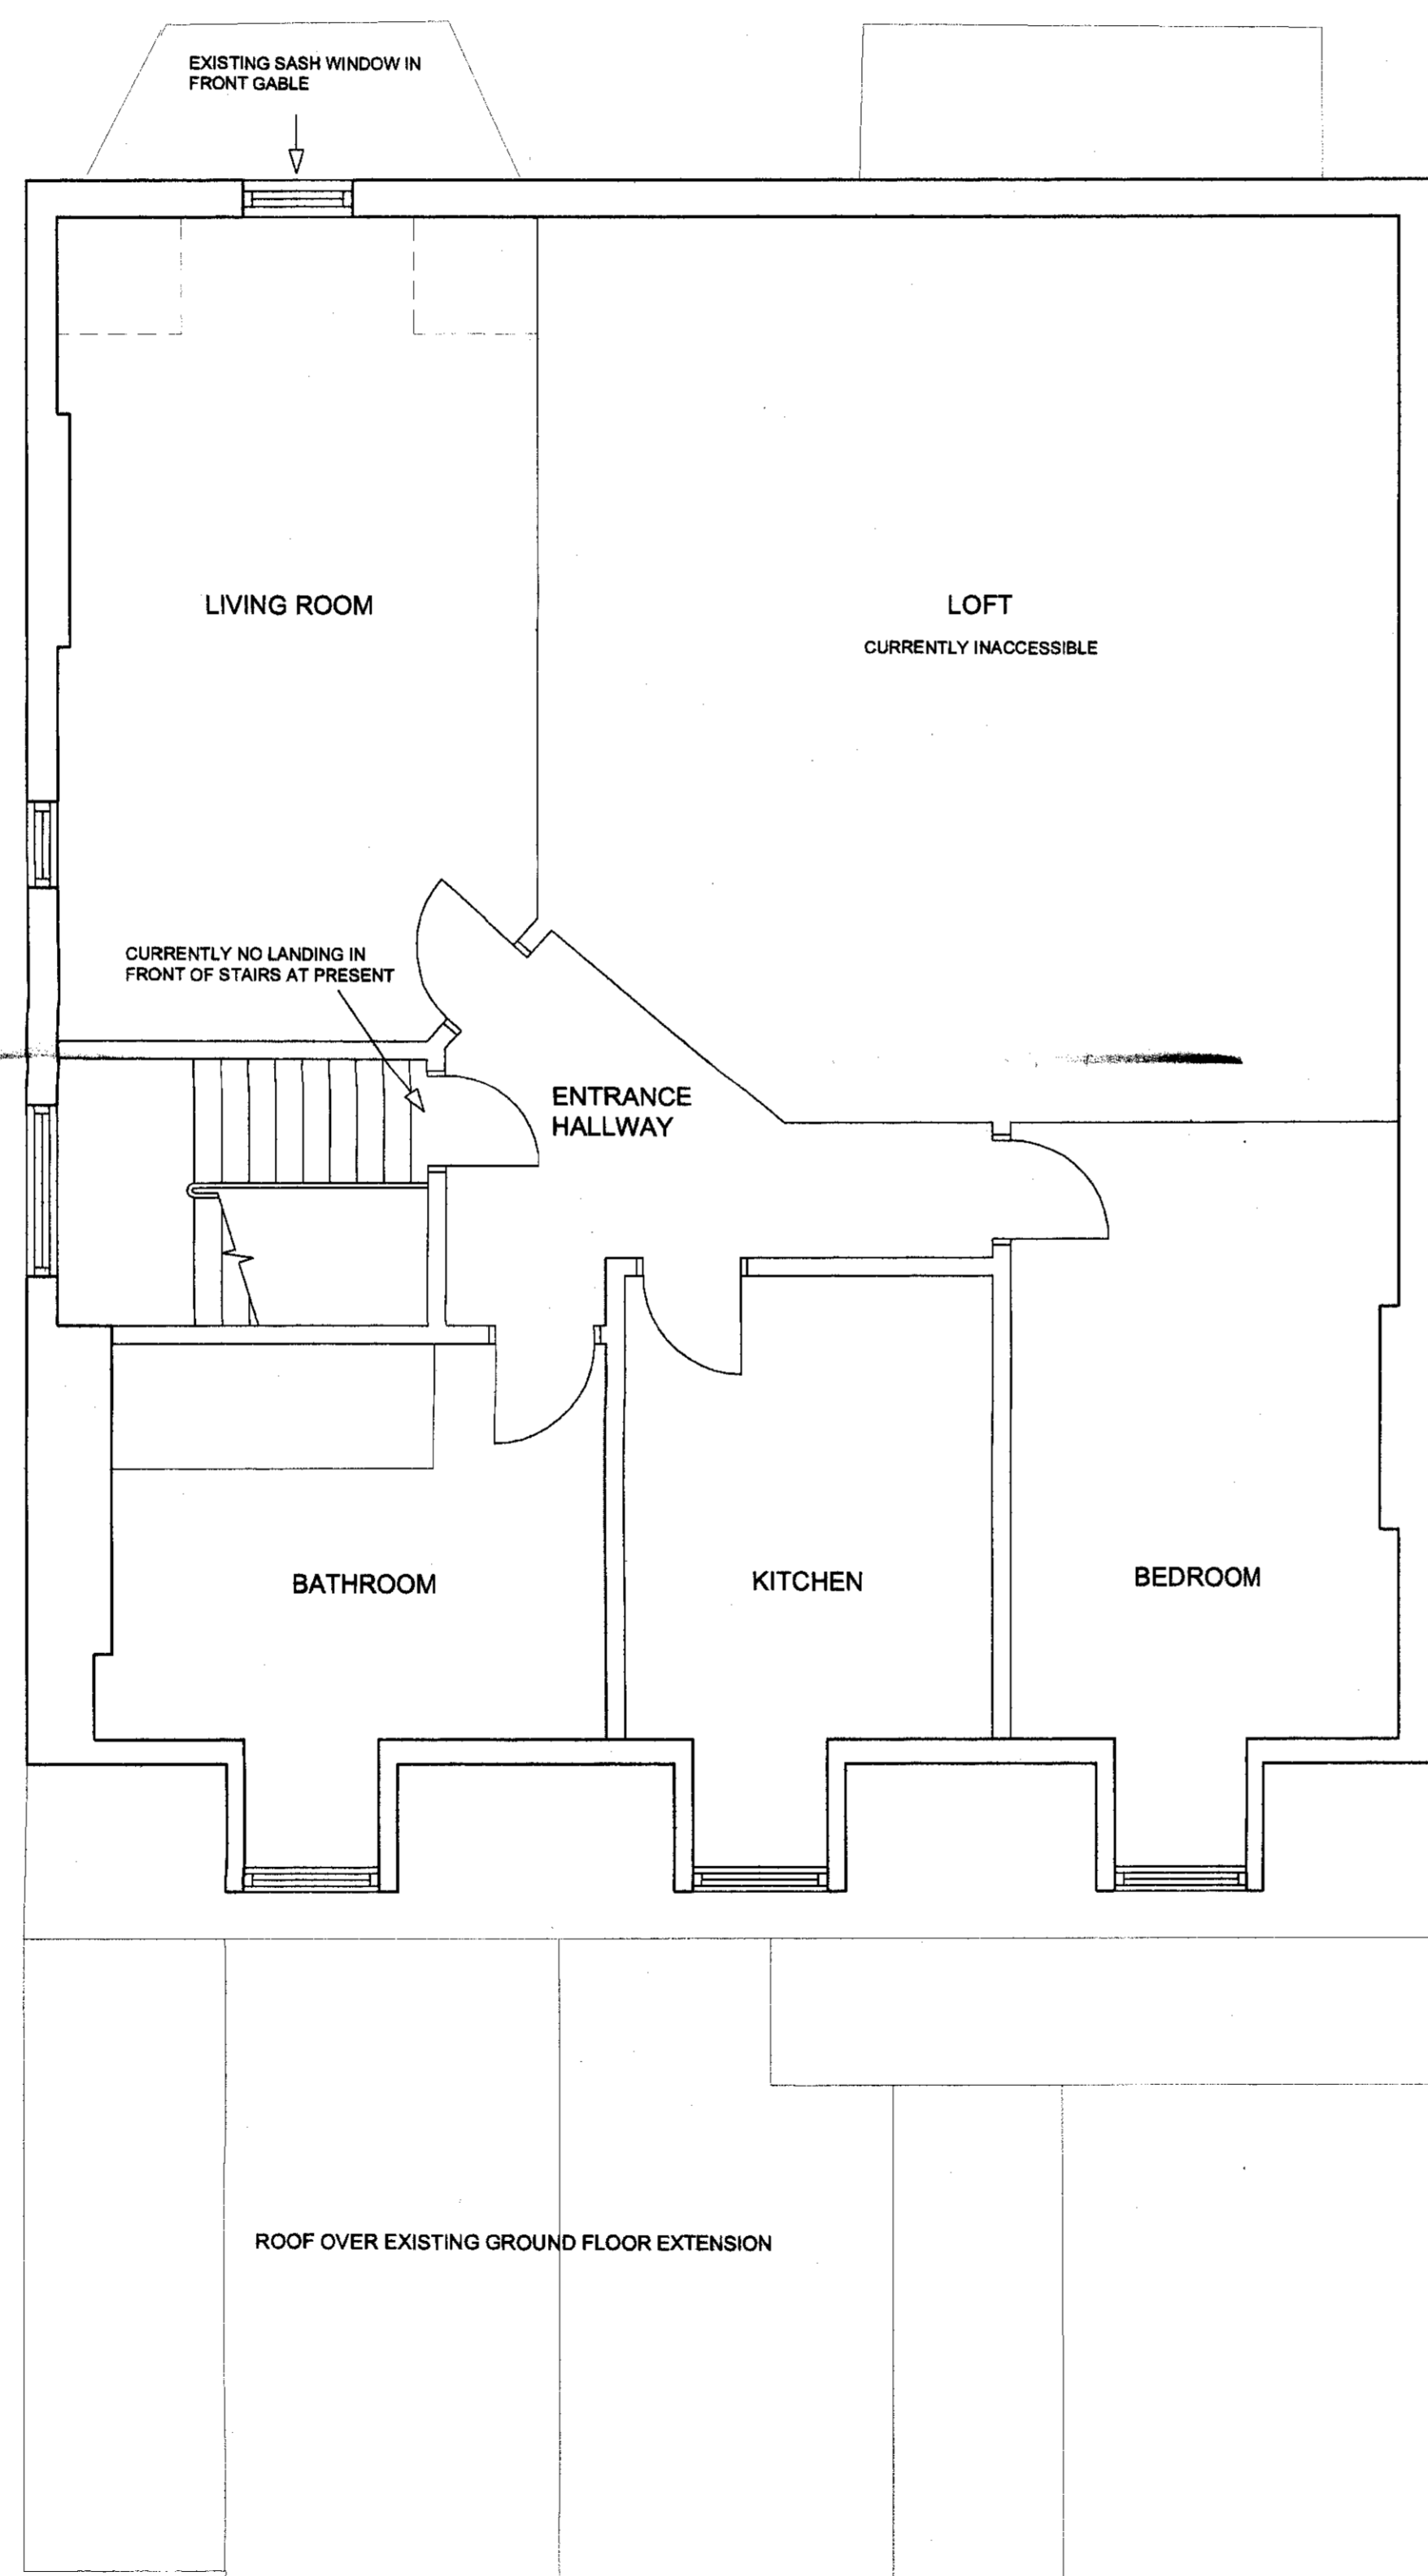 EXISTING SASH WINDOW IN
FRONT GABLE
LIVING ROOM
LOFT
CURRENTLY INACCESSIBLE
CURRENTLY NO LANDING IN
FRONT OF STAIRS AT PRESENT
ENTRANCE
HALLWAY
BATHROOM
KITCHEN
BEDROOM
ROOF OVER EXISTING GROUND FLOOR EXTENSION